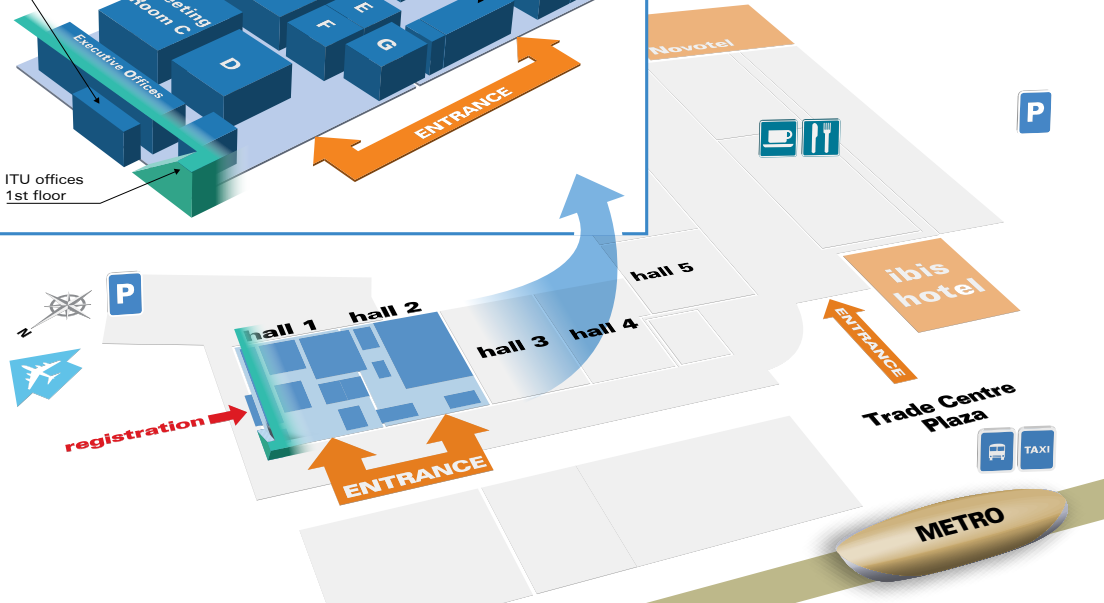 eeting
Room C
E
F
G
D
Executive Offices
ENTRANCE
ITU offices
1st floor
Novotel
P
hall 5
ibis
hotel
P
hall 1
hall 2
hall 3
hall 4
N
ENTRANCE
registration
ENTRANCE
Trade Centre
Plaza
TAXI
METRO